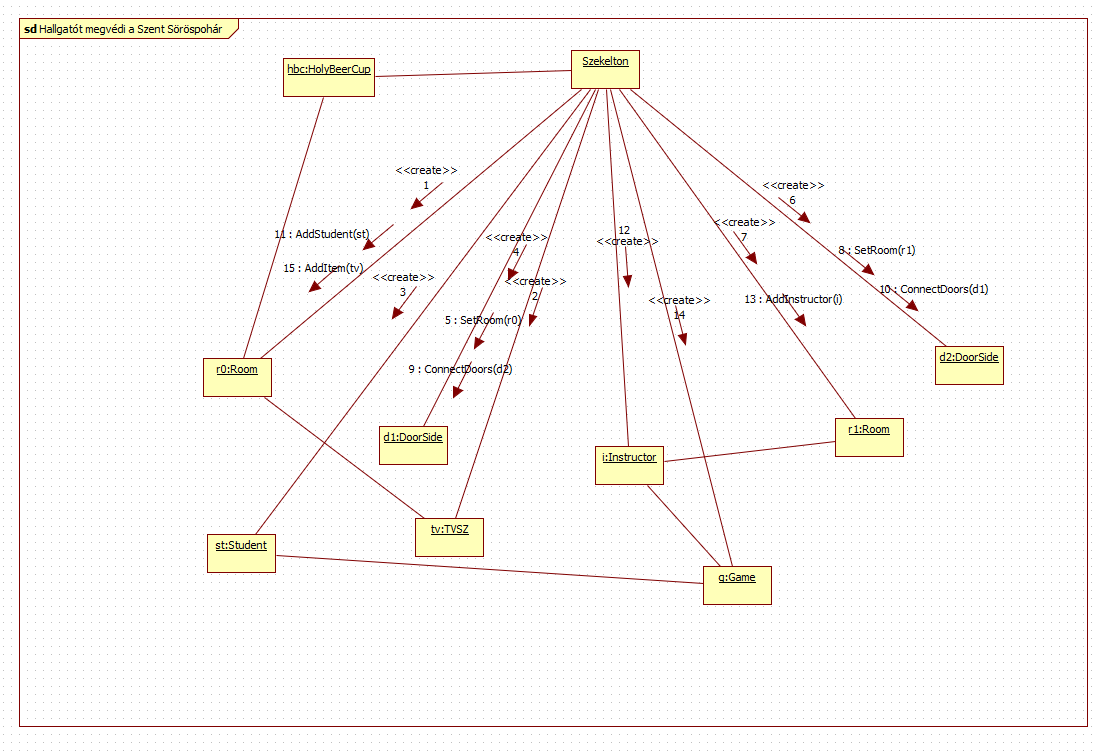 sd Hallgatót megvédi a Szent Söröspohár
hbc:HolyBeerCup
Szekelton
<<create>>
1
11 : AddStudent(st)
15 : AddItem(tv)
<<create>>
3
<<create>>
4
<<create>>
2
5 : SetRoom(r0)
9 : ConnectDoors(d2)
12
<<create>>
<<create>>
14
<<create>>
6
<<create>>
7
8 : SetRoom(r1)
10 : ConnectDoors(d1)
13 : AddInstructor(i)
r0:Room
d2:DoorSide
d1:DoorSide
r1:Room
i:Instructor
tv:TVSZ
st:Student
g:Game